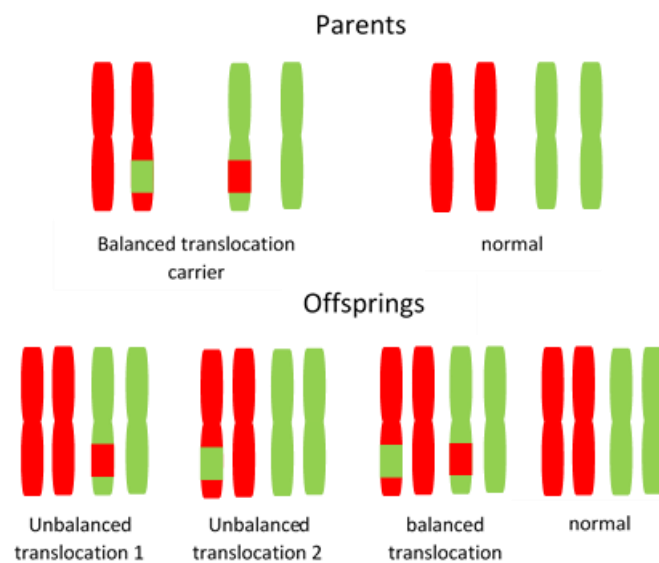 Parents
Balanced translocation
carrier
normal
Offsprings
Unbalanced
translocation 1
Unbalanced
translocation 2
balanced
translocation
normal